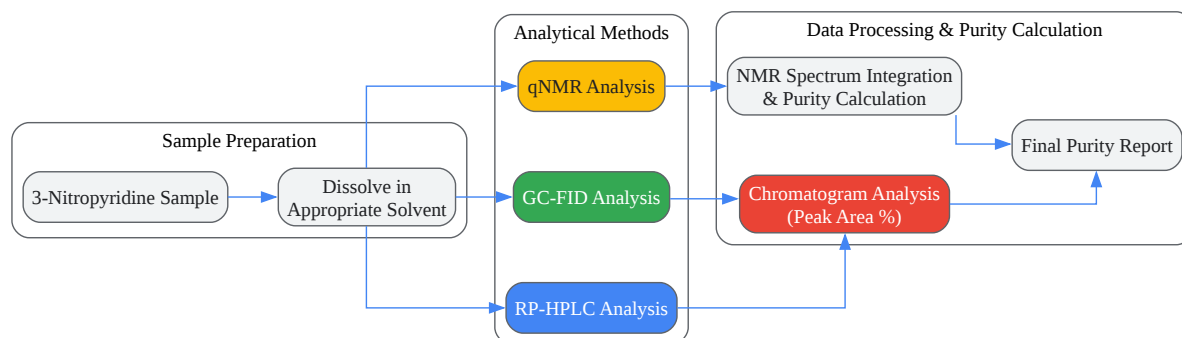 Sample Preparation
3-Nitropyridine Sample
Dissolve in
Appropriate Solvent
Analytical Methods
qNMR Analysis
GC-FID Analysis
RP-HPLC Analysis
Data Processing & Purity Calculation
NMR Spectrum Integration
& Purity Calculation
Chromatogram Analysis
(Peak Area %)
Final Purity Report